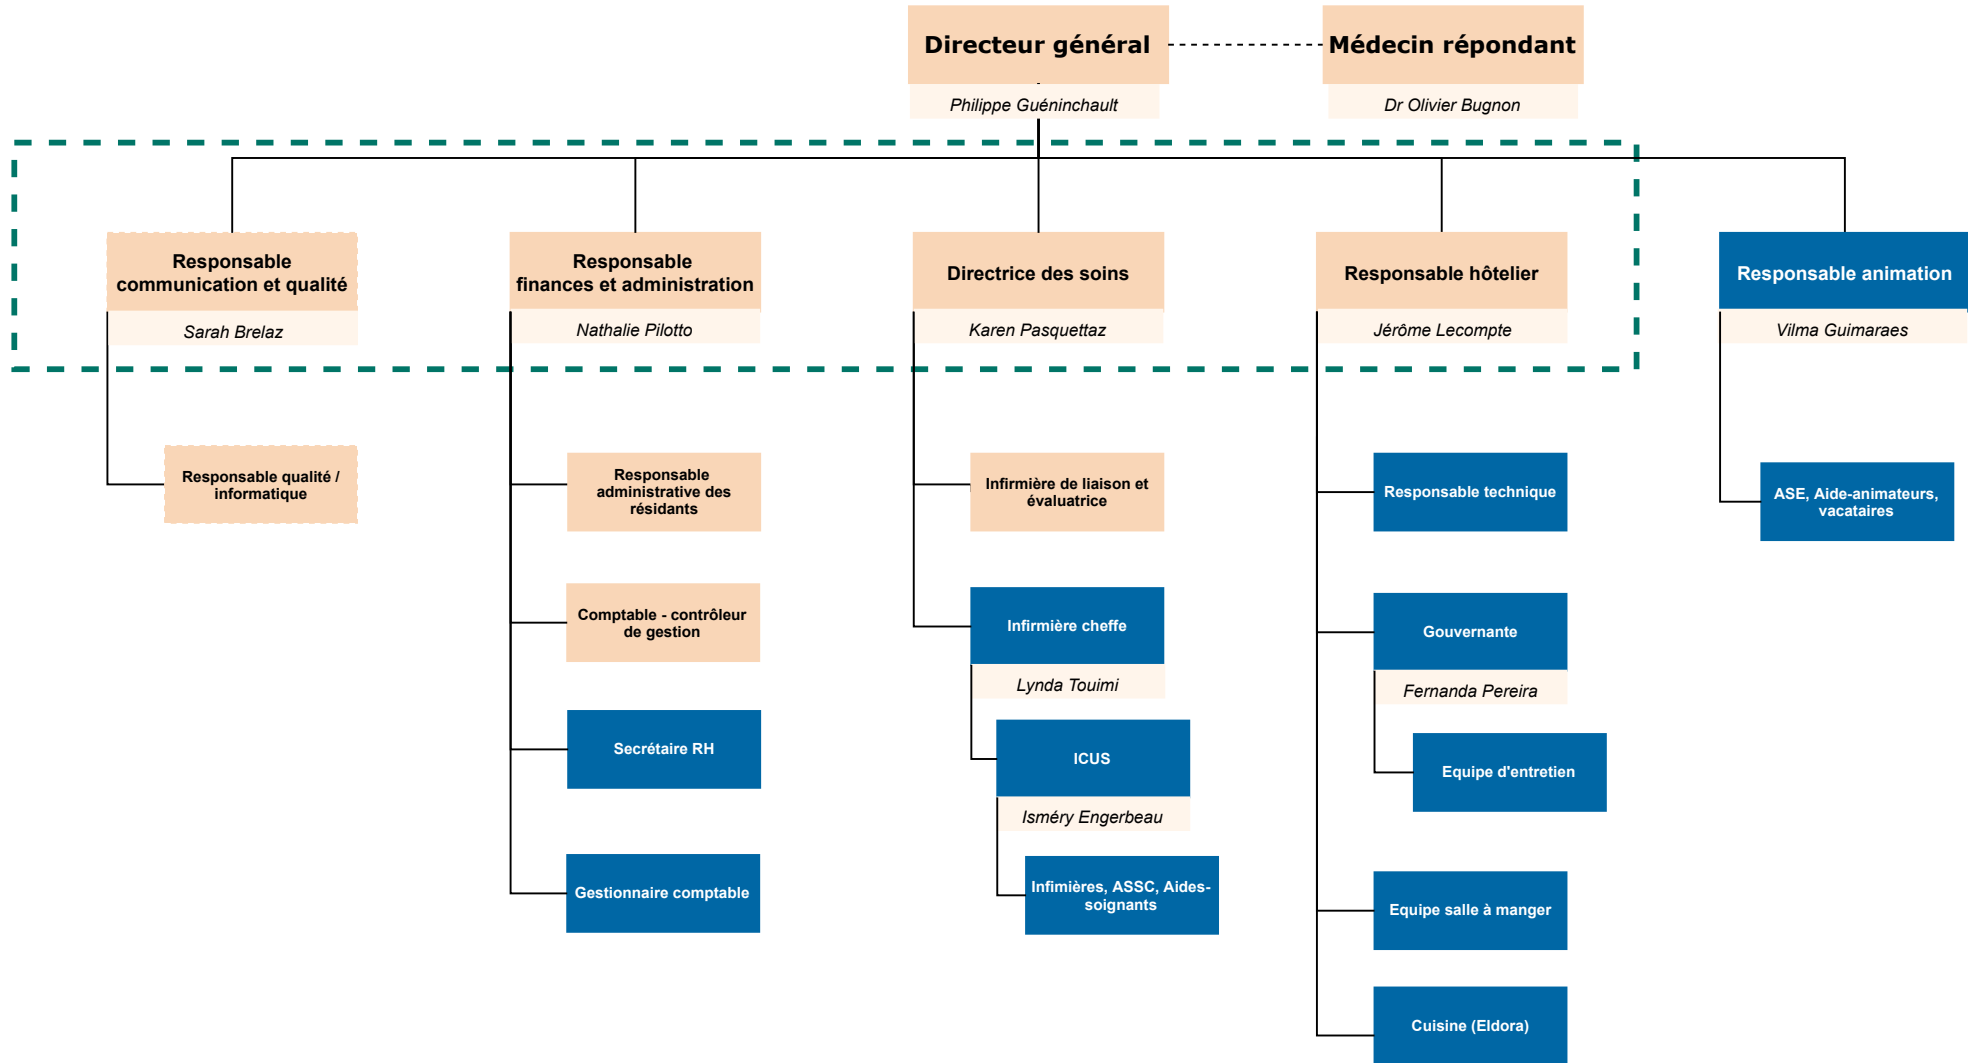 Directeur général
Médecin répondant
Philippe Guéninchault
Dr Olivier Bugnon
Responsable
communication et qualité
Sarah Brelaz
Responsable
finances et administration
Nathalie Pilotto
Directrice des soins
Karen Pasquettaz
Responsable hôtelier
Jérôme Lecompte
Responsable animation
Vilma Guimaraes
Responsable qualité /
informatique
Responsable
administrative des
résidants
Comptable - contrôleur
de gestion
Secrétaire RH
Gestionnaire comptable
Infirmière de liaison et
évaluatrice
Infirmière cheffe
Lynda Touimi
ICUS
Isméry Engerbeau
Infimières, ASSC, Aides-
soignants
Responsable technique
Gouvernante
Fernanda Pereira
Equipe d'entretien
Equipe salle à manger
Cuisine (Eldora)
ASE, Aide-animateurs,
vacataires